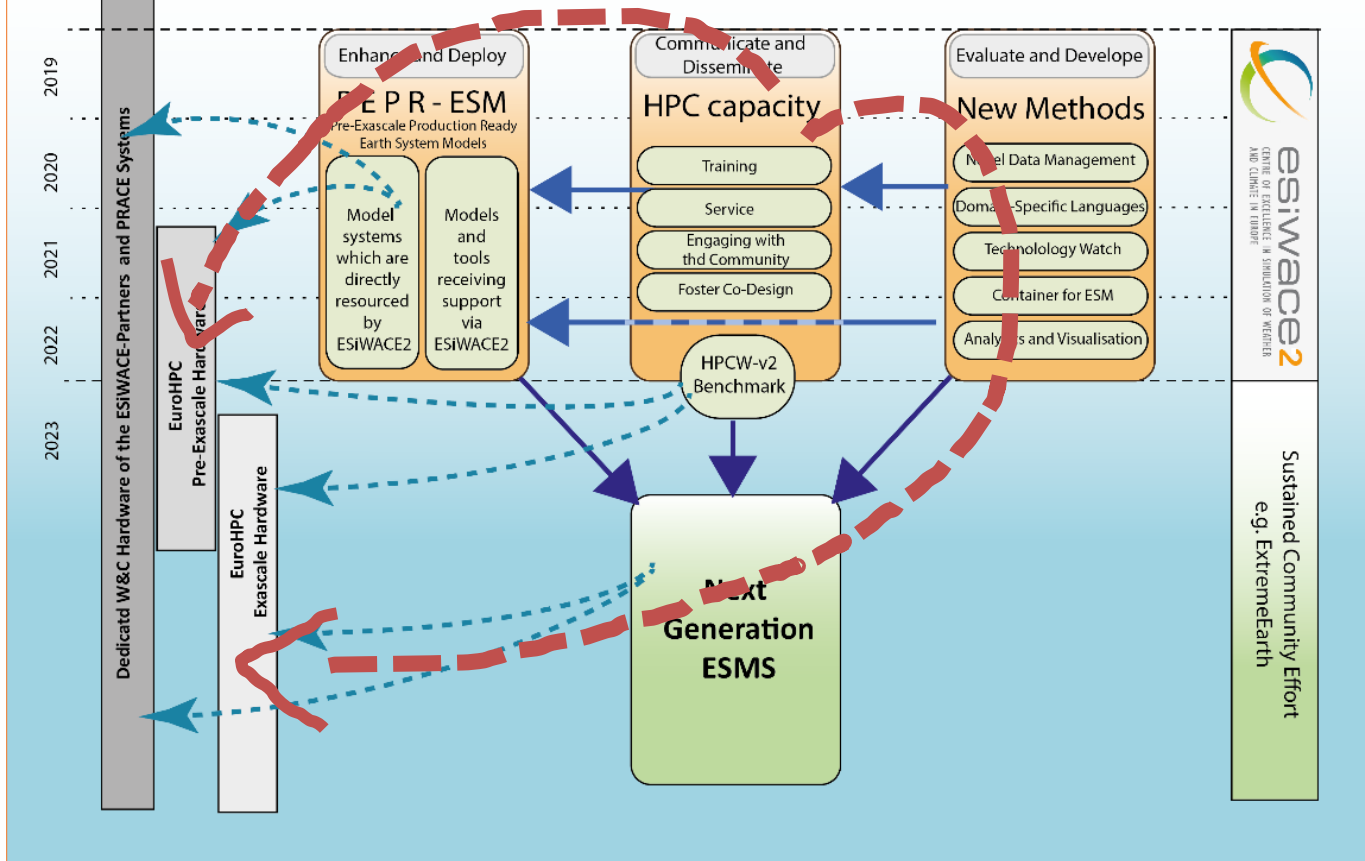 2019
2020
2021
2022
2023
Dedicatd W&C Hardware of the ESiWACE-Partners and PRACE Systems
EuroHPC
Pre-Exascale Hardware
EuroHPC
Exascale Hardware
Enhance and Deploy
P E P R - ESM
Pre-Exascale Production Ready
Earth System Models
Model
systems
which are
directly
resourced
by
ESiWACE2
Models
and
tools
receiving
support
via
ESiWACE2
Communicate and
Disseminate
HPC capacity
Training
Service
Engaging with
thd Community
Foster Co-Design
HPCW-v2
Benchmark
Evaluate and Develope
New Methods
Novel Data Management
Domain-Specific Languages
Technolology Watch
Container for ESM
Analytics and Visualisation
Next
Generation
ESMS
esiwace2
CENTRE OF EXCELLENCE IN SIMULATION OF WEATHER
AND CLIMATE IN EUROPE
Sustained Community Effort
e.g. ExtremeEarth